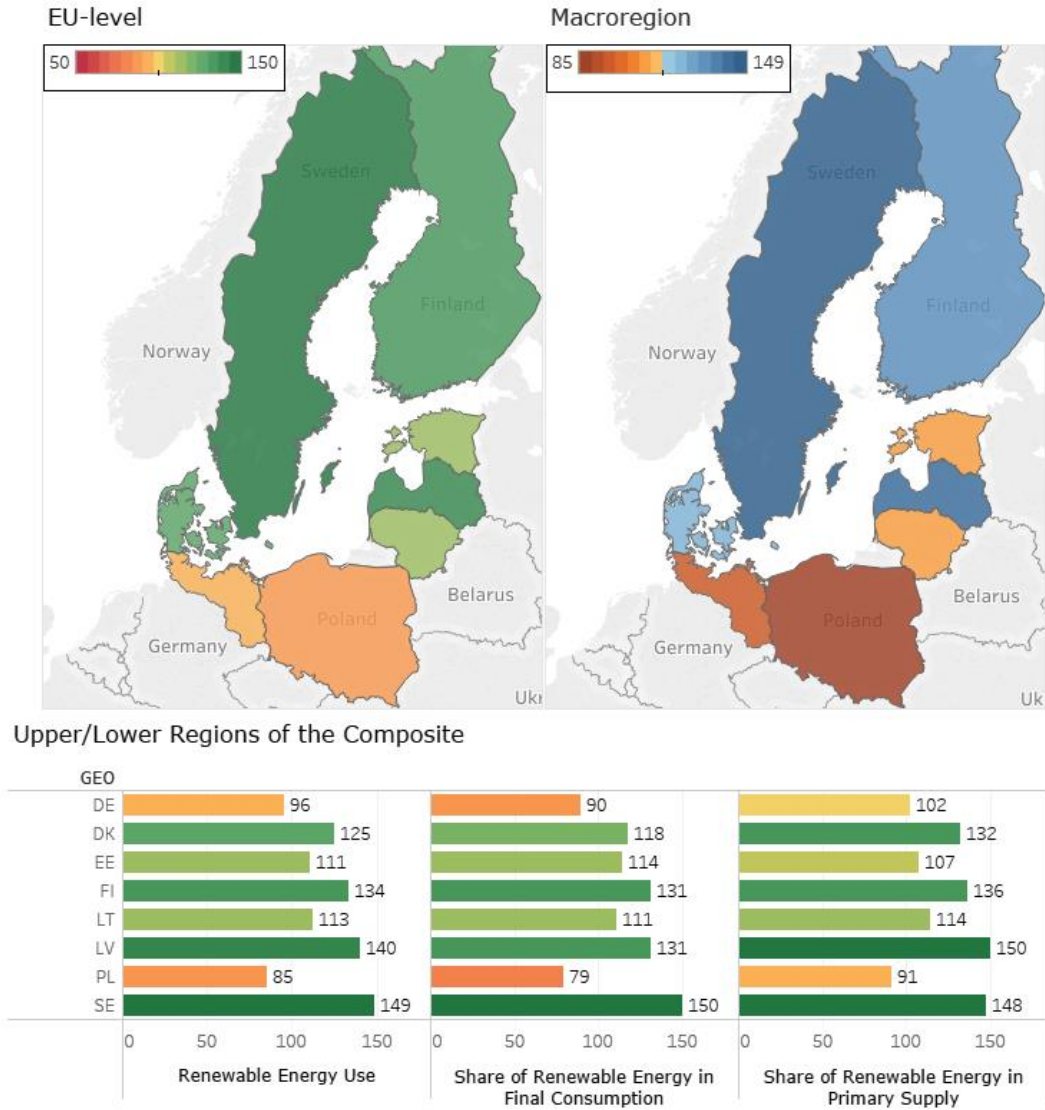 EU-level
Macroregion
50 150
85 149
Sweden
Sweden
Finland
Finland
Norway
Norway
Belarus
Belarus
Poland
Poland
Germany
Germany
Ukr
Uk
Upper/Lower Regions of the Composite
GEO
DE 96 90 102
DK 125 118 132
EE 111 114 107
FI 134 131 136
LT 113 111 114
LV 140 131 150
PL 85 79 91
SE 149 150 148
0 50 100 150 0 50 100 150 0 50 100 150
Renewable Energy Use
Share of Renewable Energy in
Final Consumption
Share of Renewable Energy in
Primary Supply